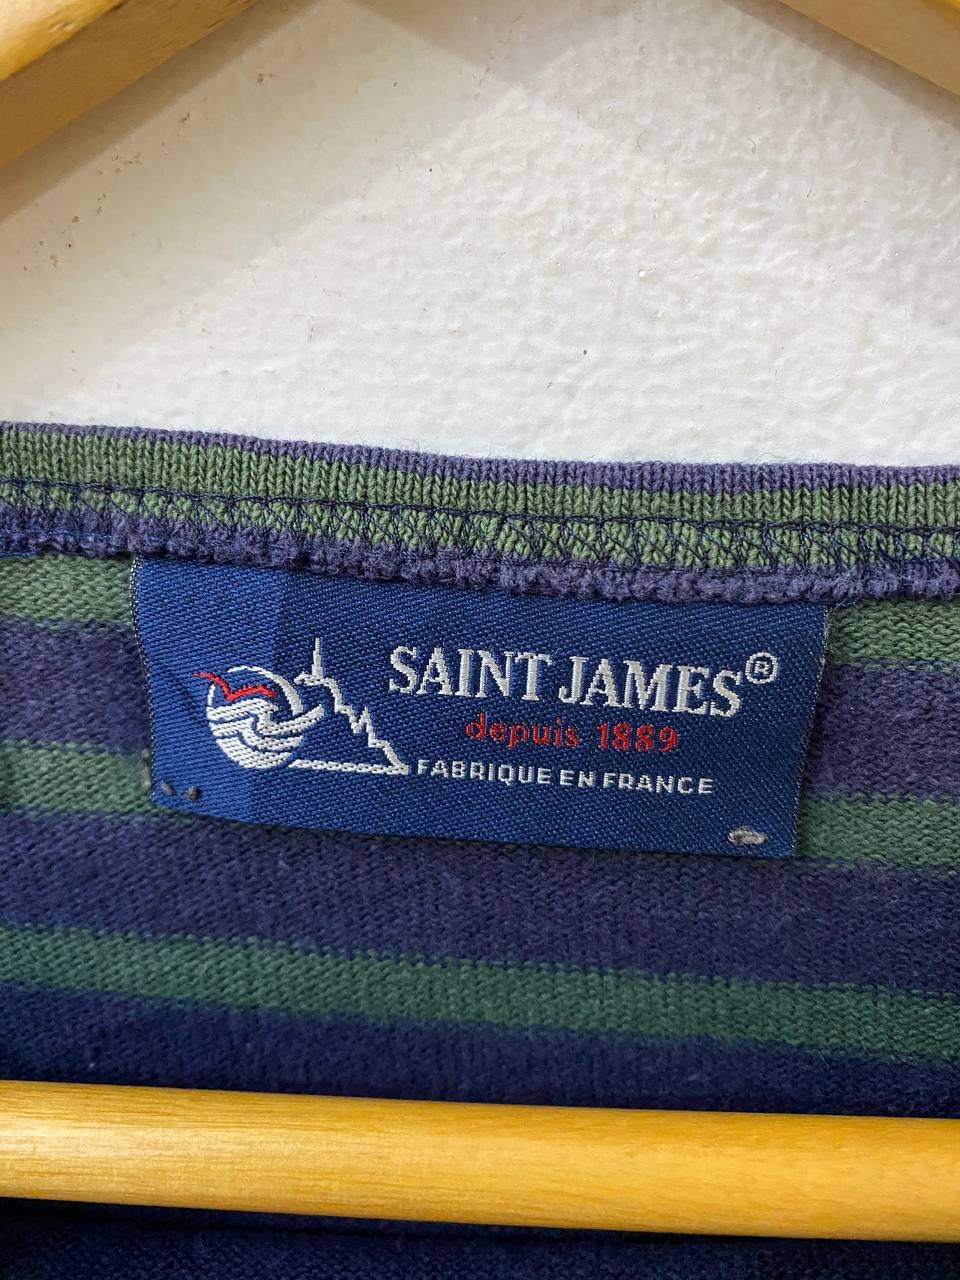 SAINT JAMES®
depuis 1889
FABRIQUE EN FRANCE